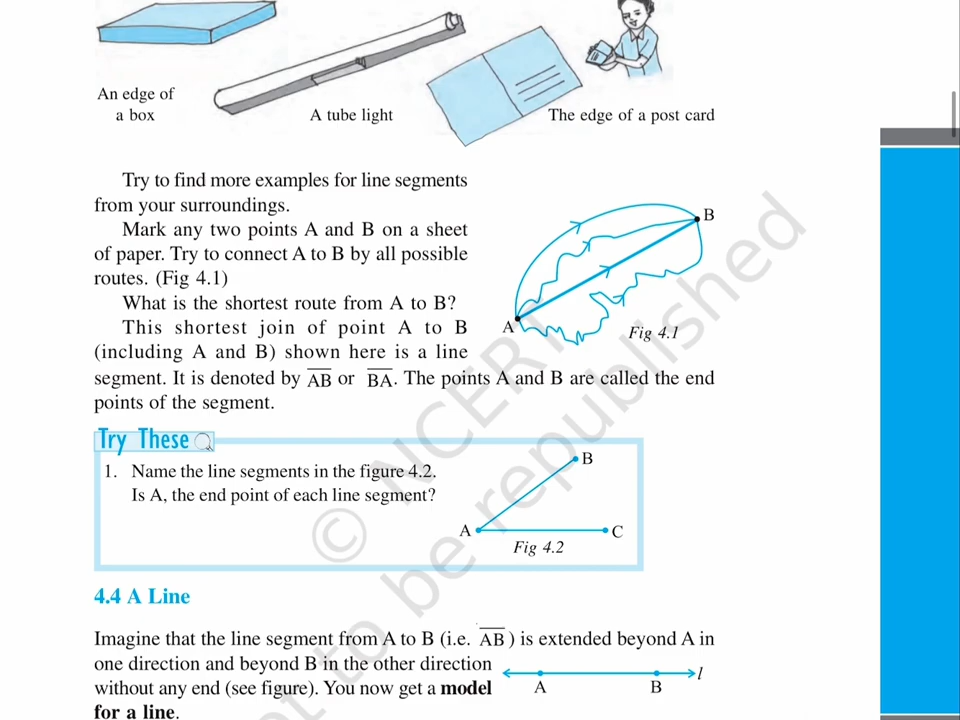 An edge of
a box
A tube light
The edge of a post card
Try to find more examples for line segments
from your surroundings.
Mark any two points A and B on a sheet
of paper. Try to connect A to B by all possible
routes. (Fig 4.1)
What is the shortest route from A to B?
This shortest join of point A to B
(including A and B) shown here is a line
segment. It is denoted by A̅B̅ or B̅A̅. The points A and B are called the end
points of the segment.
B
A
Fig 4.1
Try These
1. Name the line segments in the figure 4.2.
Is A, the end point of each line segment?
B
A
C
Fig 4.2
4.4 A Line
Imagine that the line segment from A to B (i.e. A̅B̅) is extended beyond A in
one direction and beyond B in the other direction
without any end (see figure). You now get a model
for a line.
l
A B
© NCERT
not to be republished